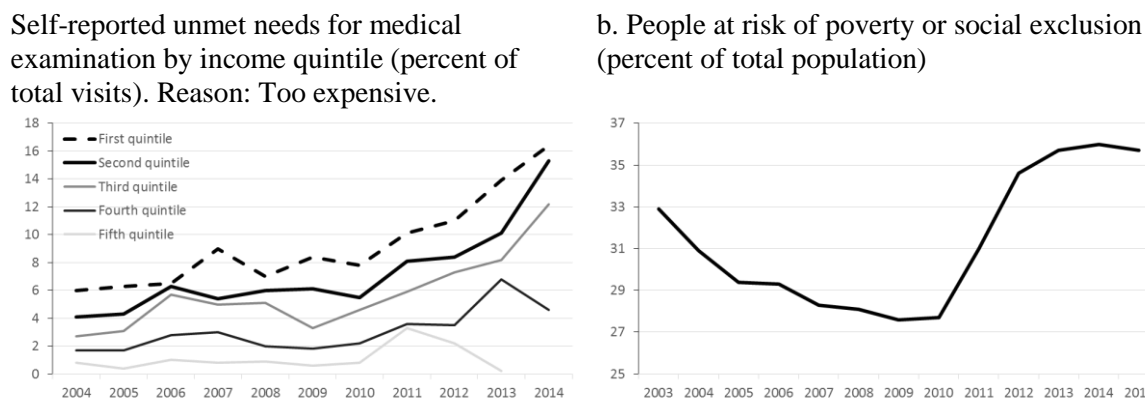 Self-reported unmet needs for medical
examination by income quintile (percent of
total visits). Reason: Too expensive.
18
16
14
12
10
8
6
4
2
0
First quintile
Second quintile
Third quintile
Fourth quintile
Fifth quintile
2004 2005 2006 2007 2008 2009 2010 2011 2012 2013 2014
b. People at risk of poverty or social exclusion
(percent of total population)
37
35
33
31
29
27
25
2003 2004 2005 2006 2007 2008 2009 2010 2011 2012 2013 2014